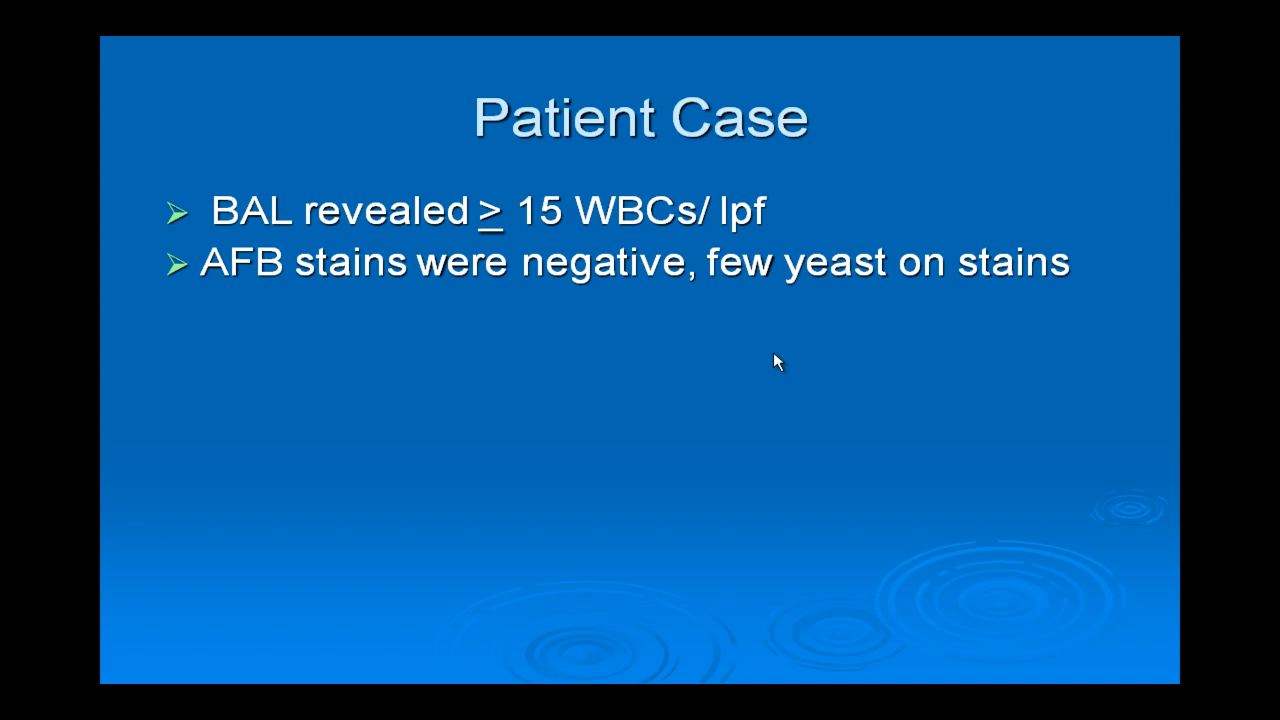 Patient Case
BAL revealed ≥ 15 WBCs/ lpf
AFB stains were negative, few yeast on stains